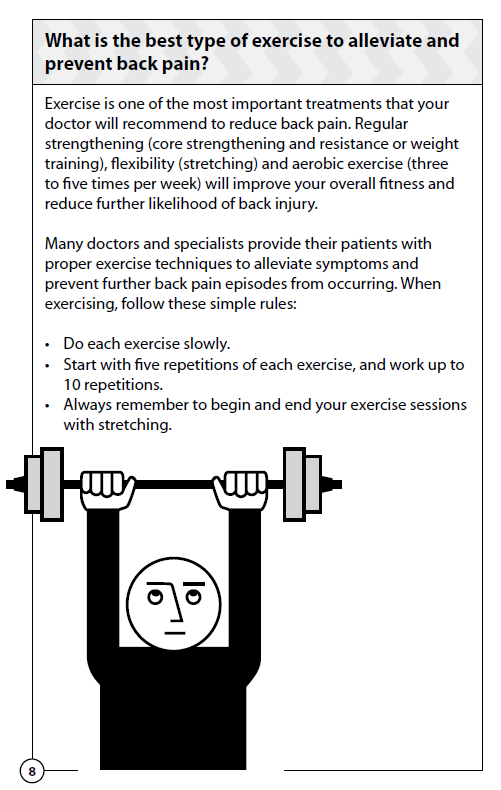 What is the best type of exercise to alleviate and
prevent back pain?
Exercise is one of the most important treatments that your
doctor will recommend to reduce back pain. Regular
strengthening (core strengthening and resistance or weight
training), flexibility (stretching) and aerobic exercise (three
to five times per week) will improve your overall fitness and
reduce further likelihood of back injury.
Many doctors and specialists provide their patients with
proper exercise techniques to alleviate symptoms and
prevent further back pain episodes from occurring. When
exercising, follow these simple rules:
• Do each exercise slowly.
• Start with five repetitions of each exercise, and work up to
10 repetitions.
• Always remember to begin and end your exercise sessions
with stretching.
8